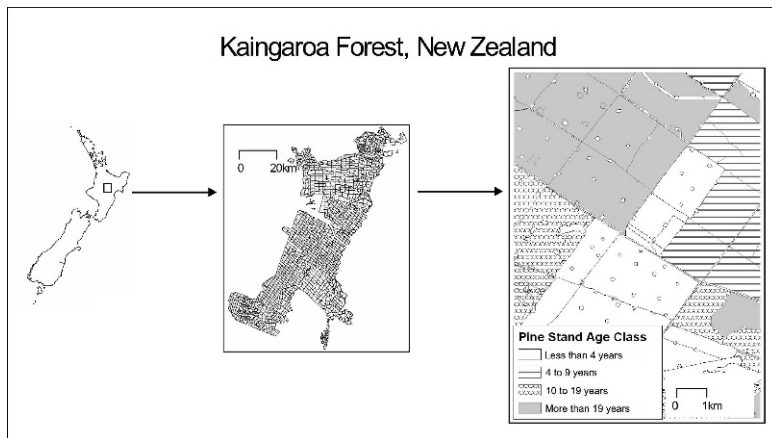 Kaingaroa Forest, New Zealand
0 20km
Pine Stand Age Class
Less than 4 years
4 to 9 years
10 to 19 years
More than 19 years
0 1km